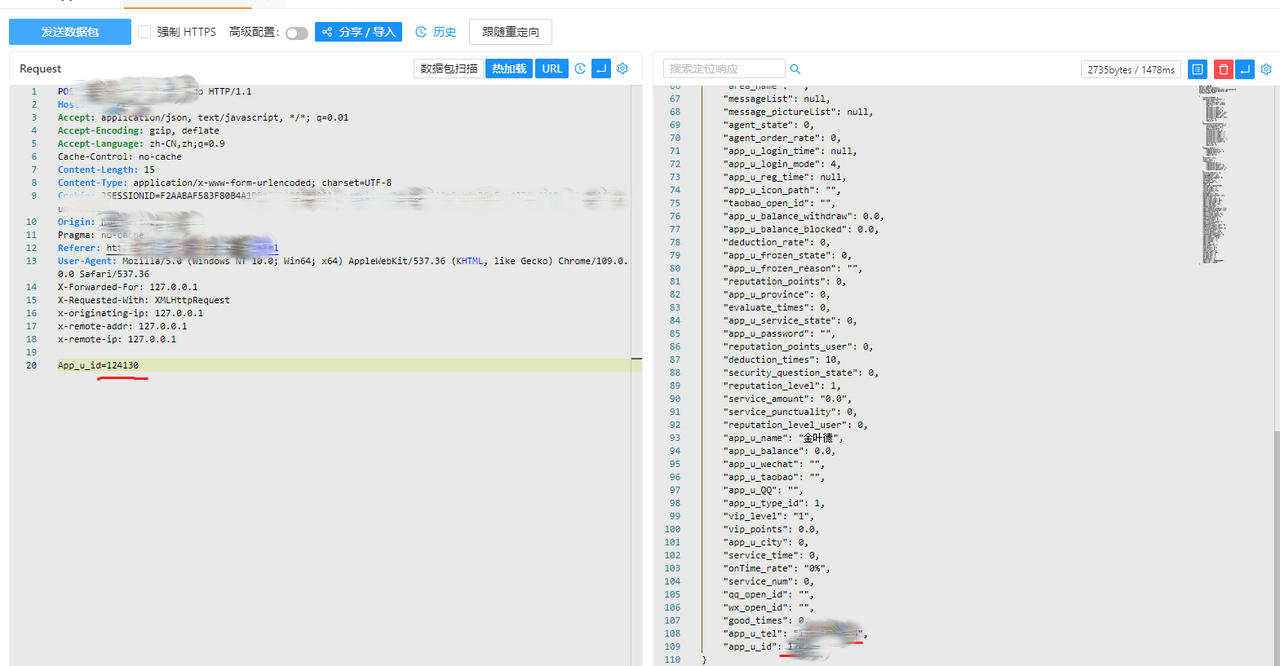 发送数据包 强制 HTTPS 高级配置: 分享 / 导入 历史 跟随重定向
Request 数据包扫描 热加载 URL
1 POS HTTP/1.1
2 Host
3 Accept: application/json, text/javascript, */*; q=0.01
4 Accept-Encoding: gzip, deflate
5 Accept-Language: zh-CN,zh;q=0.9
6 Cache-Control: no-cache
7 Content-Length: 15
8 Content-Type: application/x-www-form-urlencoded; charset=UTF-8
9 JSESSIONID=F2AABAF583F80B4A1
10 Origin:
11 Pragma: no-cache
12 Referer: htt
13 User-Agent: Mozilla/5.0 (Windows NT 10.0; Win64; x64) AppleWebKit/537.36 (KHTML, like Gecko) Chrome/109.0.
0.0 Safari/537.36
14 X-Forwarded-For: 127.0.0.1
15 X-Requested-With: XMLHttpRequest
16 x-originating-ip: 127.0.0.1
17 x-remote-addr: 127.0.0.1
18 x-remote-ip: 127.0.0.1
19
20 App_u_id=124130
搜索定位响应 2735bytes / 1478ms
67 "messageList": null,
68 "message_pictureList": null,
69 "agent_state": 0,
70 "agent_order_rate": 0,
71 "app_u_login_time": null,
72 "app_u_login_mode": 4,
73 "app_u_reg_time": null,
74 "app_u_icon_path": "",
75 "taobao_open_id": "",
76 "app_u_balance_withdraw": 0.0,
77 "app_u_balance_blocked": 0.0,
78 "deduction_rate": 0,
79 "app_u_frozen_state": 0,
80 "app_u_frozen_reason": "",
81 "reputation_points": 0,
82 "app_u_province": 0,
83 "evaluate_times": 0,
84 "app_u_service_state": 0,
85 "app_u_password": "",
86 "reputation_points_user": 0,
87 "deduction_times": 10,
88 "security_question_state": 0,
89 "reputation_level": 1,
90 "service_amount": "0.0",
91 "service_punctuality": 0,
92 "reputation_level_user": 0,
93 "app_u_name": "金叶德",
94 "app_u_balance": 0.0,
95 "app_u_wechat": "",
96 "app_u_taobao": "",
97 "app_u_QQ": "",
98 "app_u_type_id": 1,
99 "vip_level": "1",
100 "vip_points": 0.0,
101 "app_u_city": 0,
102 "service_time": 0,
103 "onTime_rate": "0%",
104 "service_num": 0,
105 "qq_open_id": "",
106 "wx_open_id": "",
107 "good_times": 0
108 "app_u_tel": "
109 "app_u_id":
110 }